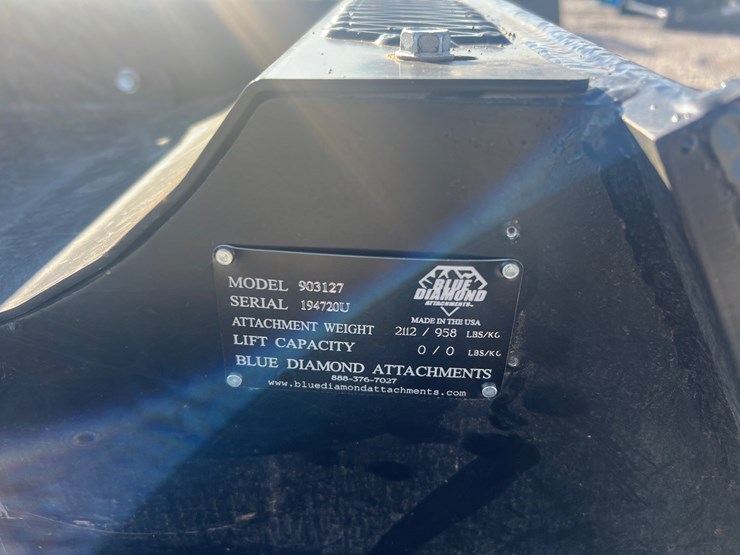 MODEL 903127
SERIAL 194720U
BLUE
DIAMOND
ATTACHMENTS
MADE IN THE USA
ATTACHMENT WEIGHT 2112 / 958 LBS/KG
LIFT CAPACITY 0 / 0 LBS/KG
BLUE DIAMOND ATTACHMENTS
888-376-7027
www.bluediamondattachments.com